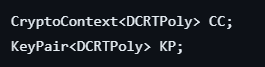 CryptoContext<DCRTPoly> CC;
KeyPair<DCRTPoly> KP;